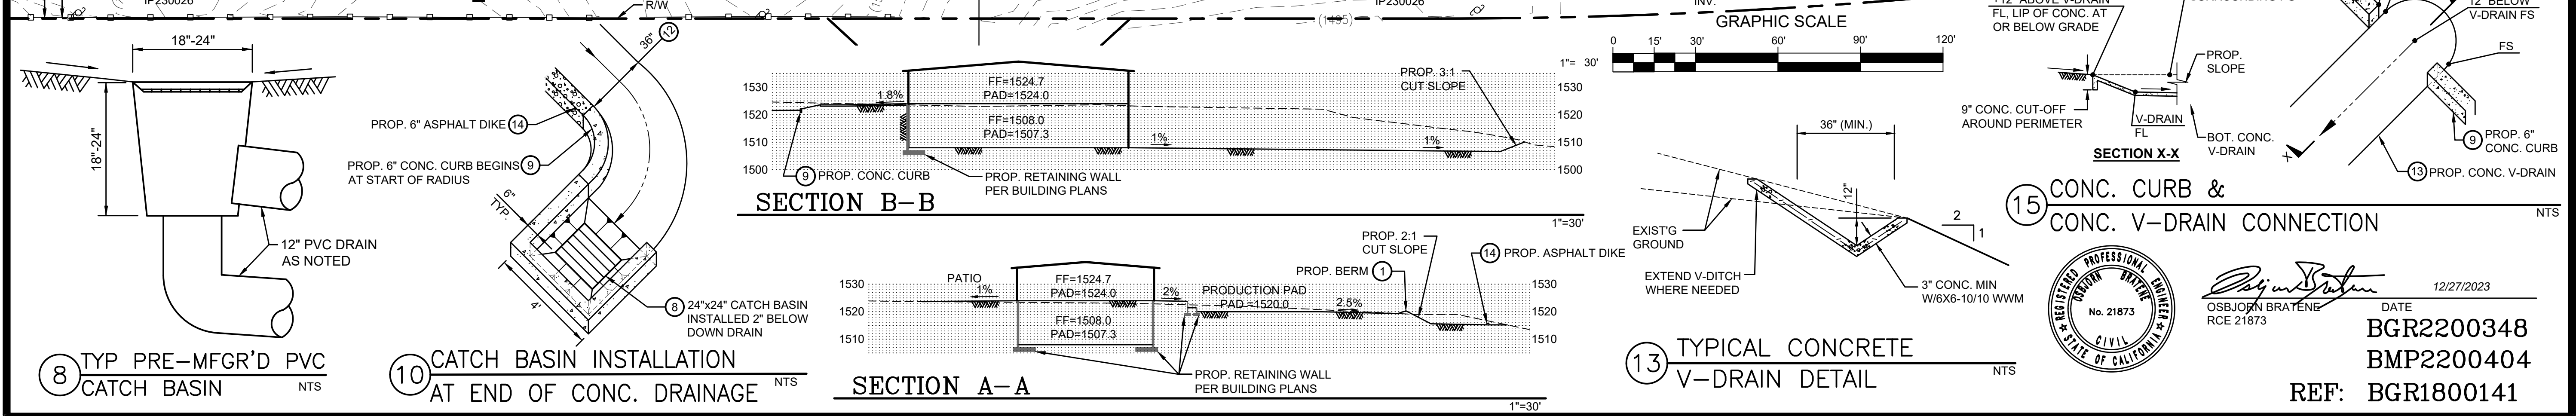 IP230026
R/W
(1495)
IP230026
INV.
GRAPHIC SCALE
0 15' 30' 60' 90' 120'
1"= 30'
18"-24"
18"-24"
12" PVC DRAIN
AS NOTED
8 TYP PRE-MFGR'D PVC
CATCH BASIN
NTS
36"
12
PROP. 6" ASPHALT DIKE 14
PROP. 6" CONC. CURB BEGINS 9
AT START OF RADIUS
6"
TYP.
4'
8 24"x24" CATCH BASIN
INSTALLED 2" BELOW
DOWN DRAIN
10 CATCH BASIN INSTALLATION
AT END OF CONC. DRAINAGE
NTS
1530
1520
1510
1500
1.8%
FF=1524.7
PAD=1524.0
FF=1508.0
PAD=1507.3
1%
1%
PROP. 3:1
CUT SLOPE
1530
1520
1510
1500
9 PROP. CONC. CURB
PROP. RETAINING WALL
PER BUILDING PLANS
SECTION B-B
1"=30'
1530
1520
1510
PATIO
1%
FF=1524.7
PAD=1524.0
FF=1508.0
PAD=1507.3
2%
PRODUCTION PAD
PAD =1520.0
2.5%
PROP. BERM 1
PROP. 2:1
CUT SLOPE
14 PROP. ASPHALT DIKE
1530
1520
1510
PROP. RETAINING WALL
PER BUILDING PLANS
SECTION A-A
1"=30'
36" (MIN.)
12"
2
1
EXIST'G
GROUND
EXTEND V-DITCH
WHERE NEEDED
3" CONC. MIN
W/6X6-10/10 WWM
13 TYPICAL CONCRETE
V-DRAIN DETAIL
NTS
+12" ABOVE V-DRAIN
FL, LIP OF CONC. AT
OR BELOW GRADE
PROP.
SLOPE
9" CONC. CUT-OFF
AROUND PERIMETER
V-DRAIN
FL
BOT. CONC.
V-DRAIN
SECTION X-X
12" BELOW
V-DRAIN FS
FS
X
9 PROP. 6"
CONC. CURB
13 PROP. CONC. V-DRAIN
15 CONC. CURB &
CONC. V-DRAIN CONNECTION
NTS
REGISTERED PROFESSIONAL ENGINEER
OSBJORN BRATENE
No. 21873
CIVIL
STATE OF CALIFORNIA
Osbjorn Bratene
12/27/2023
OSBJORN BRATENE
DATE
RCE 21873
BGR2200348
BMP2200404
REF: BGR1800141